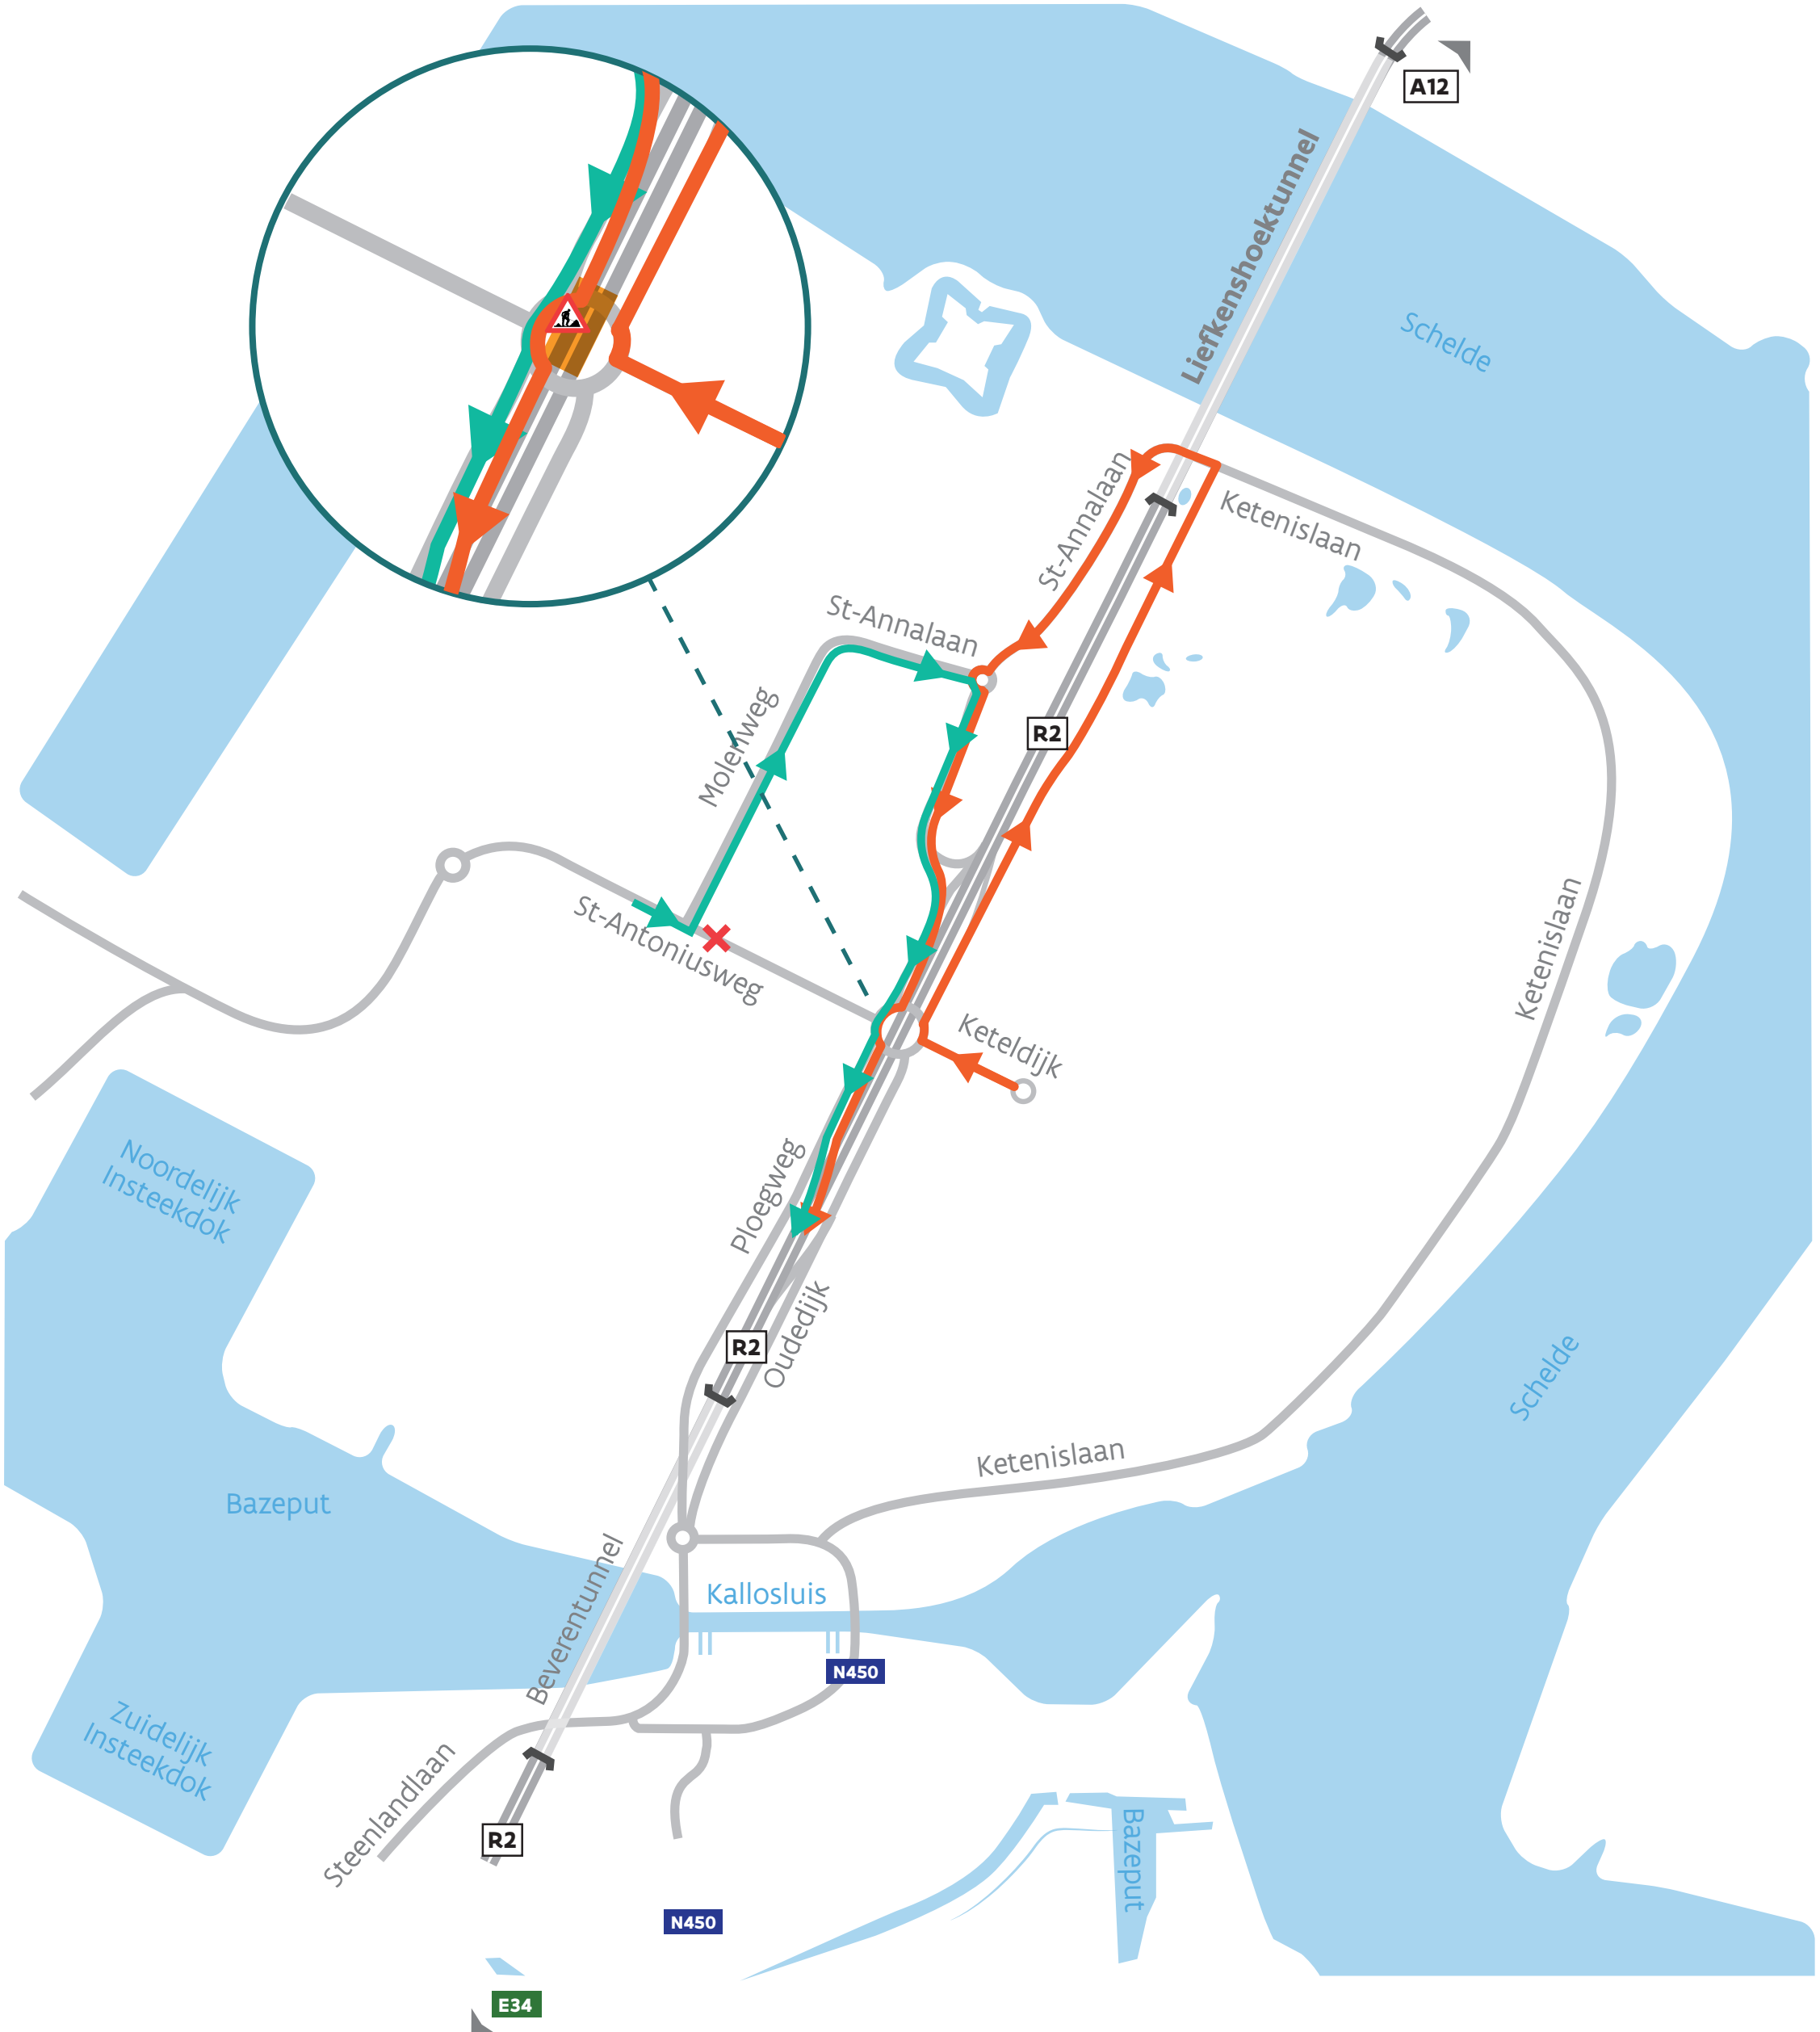 A12
Liefkenshoektunnel
Schelde
St-Annalaan
Ketenislaan
St-Annalaan
Molenweg
R2
St-Antoniusweg
Ketenislaan
Keteldijk
Noordelijk
Insteekdok
Ploegweg
Oudedijk
R2
Schelde
Ketenislaan
Bazeput
Beverentunnel
Kallosluis
N450
Zuidelijk
Insteekdok
Steenlandlaan
R2
Bazeput
N450
E34